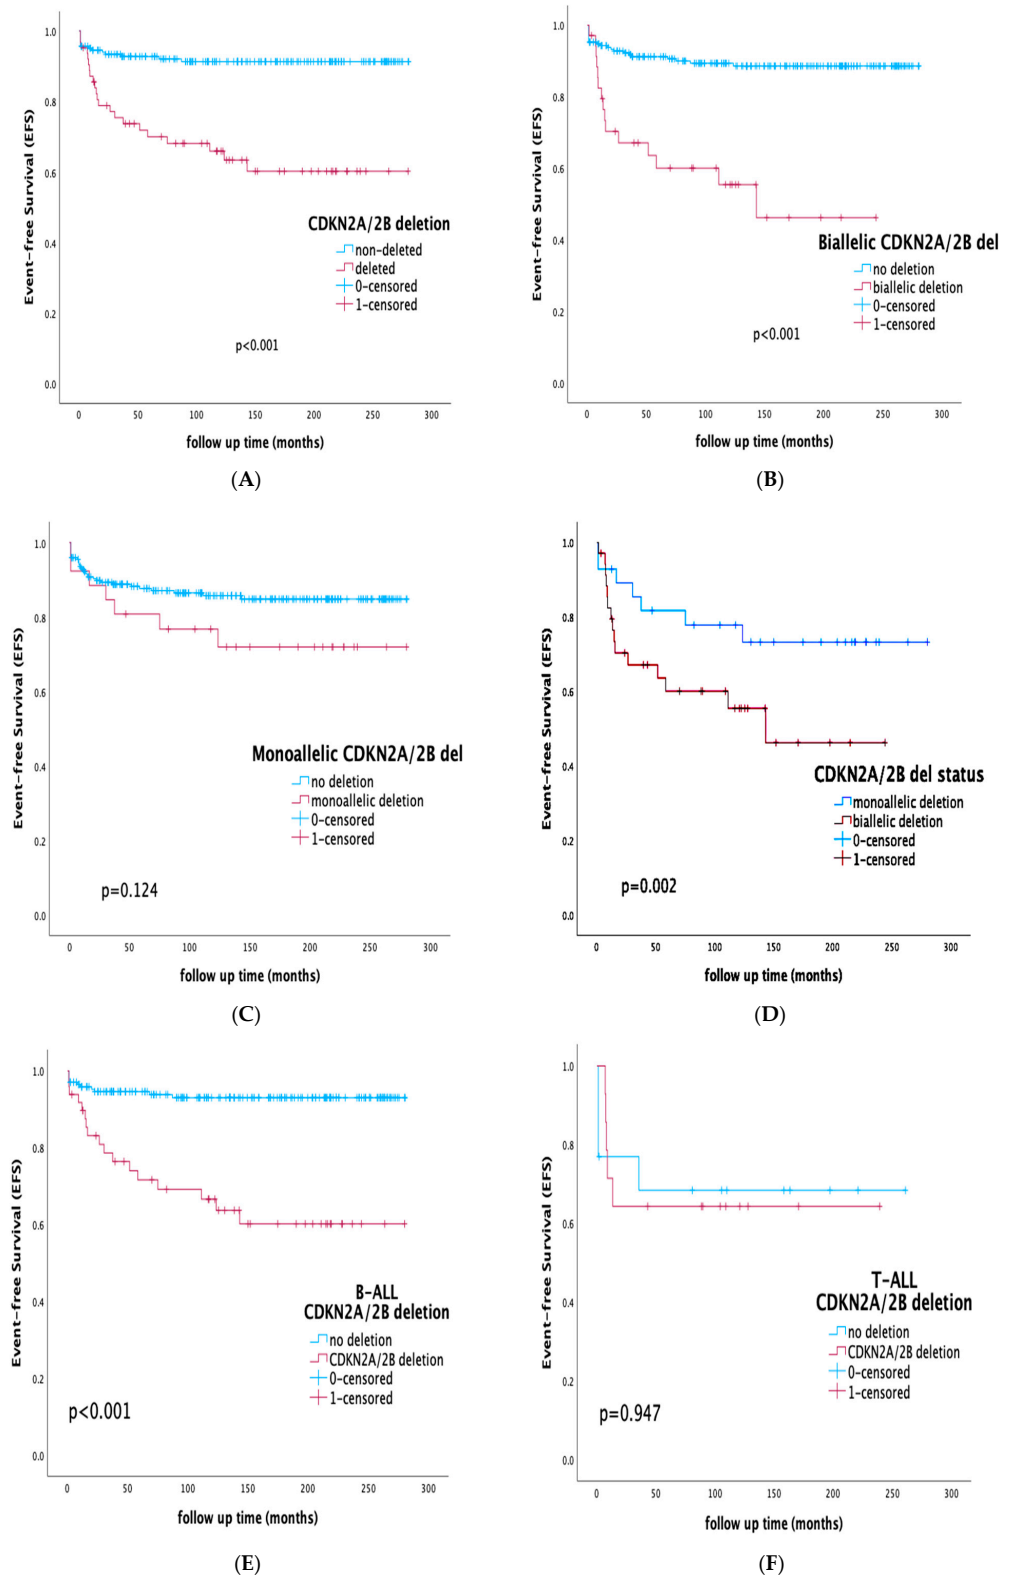 1.0
0.8
0.6
0.4
0.2
0.0
Event-free Survival (EFS)
CDKN2A/2B deletion
non-deleted
deleted
0-censored
1-censored
p<0.001
0 50 100 150 200 250 300
follow up time (months)
(A)
1.0
0.8
0.6
0.4
0.2
0.0
Event-free Survival (EFS)
Biallelic CDKN2A/2B del
no deletion
biallelic deletion
0-censored
1-censored
p<0.001
0 50 100 150 200 250 300
follow up time (months)
(B)
1.0
0.8
0.6
0.4
0.2
0.0
Event-free Survival (EFS)
Monoallelic CDKN2A/2B del
no deletion
monoallelic deletion
0-censored
1-censored
p=0.124
0 50 100 150 200 250 300
follow up time (months)
(C)
1.0
0.8
0.6
0.4
0.2
0.0
Event-free Survival (EFS)
CDKN2A/2B del status
monoallelic deletion
biallelic deletion
0-censored
1-censored
p=0.002
0 50 100 150 200 250 300
follow up time (months)
(D)
1.0
0.8
0.6
0.4
0.2
0.0
Event-free Survival (EFS)
B-ALL
CDKN2A/2B deletion
no deletion
CDKN2A/2B deletion
0-censored
1-censored
p<0.001
0 50 100 150 200 250 300
follow up time (months)
(E)
1.0
0.8
0.6
0.4
0.2
0.0
Event-free Survival (EFS)
T-ALL
CDKN2A/2B deletion
no deletion
CDKN2A/2B deletion
0-censored
1-censored
p=0.947
0 50 100 150 200 250 300
follow up time (months)
(F)